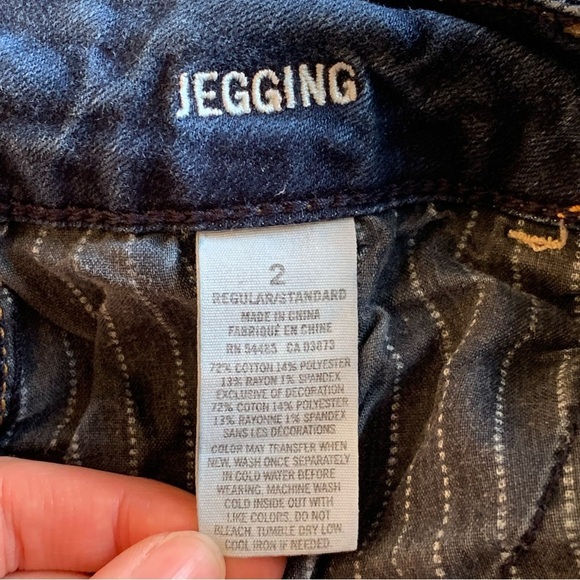 JEGGING
2
REGULAR/STANDARD
MADE IN CHINA
FABRIQUÉ EN CHINE
RN 54485 CA 03873
72% COTTON 14% POLYESTER
13% RAYON 1% SPANDEX
EXCLUSIVE OF DECORATION
72% COTON 14% POLYESTER
13% RAYONNE 1% SPANDEX
SANS LES DÉCORATIONS
COLOR MAY TRANSFER WHEN
NEW. WASH ONCE SEPARATELY
IN COLD WATER BEFORE
WEARING. MACHINE WASH
COLD INSIDE OUT WITH
LIKE COLORS. DO NOT
BLEACH. TUMBLE DRY LOW.
COOL IRON IF NEEDED.